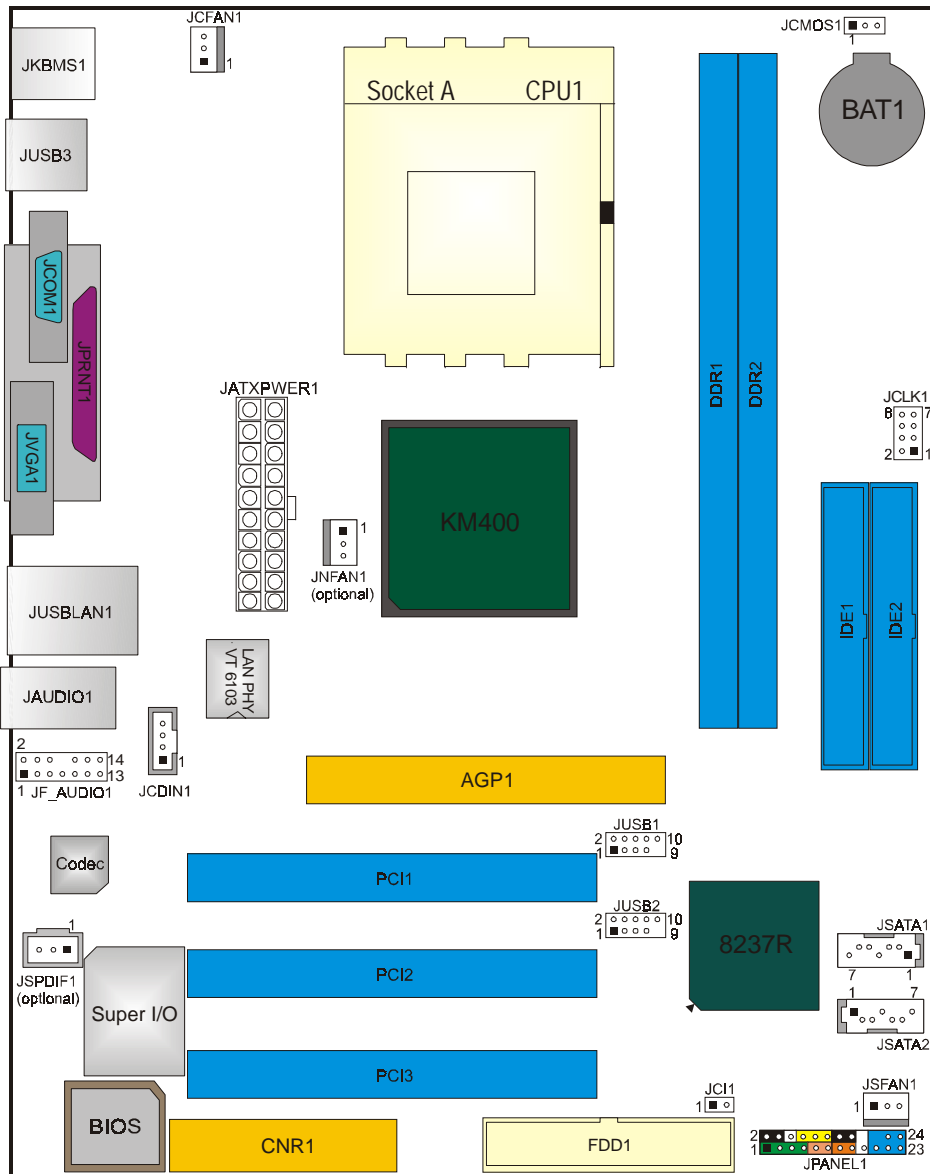 JCFAN1
1
JCMOS1
1
JKBMS1
Socket A
CPU1
BAT1
JUSB3
JCOM1
JPRNT1
JVGA1
JATXPWER1
DDR1
DDR2
JCLK1
8
7
2
1
KM400
1
JNFAN1
(optional)
IDE1
IDE2
JUSBLAN1
LAN PHY
VT 6103
JAUDIO1
2
14
13
1
JF_AUDIO1
1
JCDIN1
AGP1
JUSB1
2
10
1
9
Codec
PCI1
JUSB2
2
10
1
9
8237R
JSATA1
7
1
1
JSPDIF1
(optional)
PCI2
Super I/O
1
7
JSATA2
PCI3
JCI1
1
JSFAN1
1
BIOS
CNR1
FDD1
2
24
1
23
JPANEL1